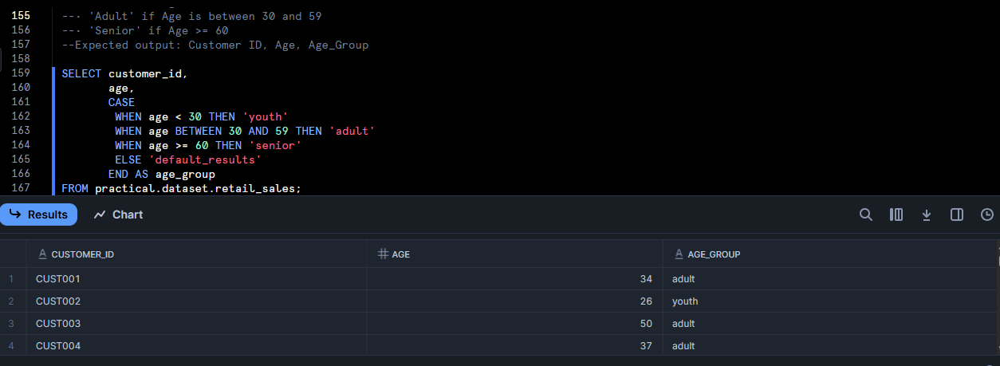 155 --· 'Adult' if Age is between 30 and 59
156 --· 'Senior' if Age >= 60
157 --Expected output: Customer ID, Age, Age_Group
158
159 SELECT customer_id,
160 age,
161 CASE
162 WHEN age < 30 THEN 'youth'
163 WHEN age BETWEEN 30 AND 59 THEN 'adult'
164 WHEN age >= 60 THEN 'senior'
165 ELSE 'default_results'
166 END AS age_group
167 FROM practical.dataset.retail_sales;
Results Chart
A CUSTOMER_ID # AGE A AGE_GROUP
1 CUST001 34 adult
2 CUST002 26 youth
3 CUST003 50 adult
4 CUST004 37 adult